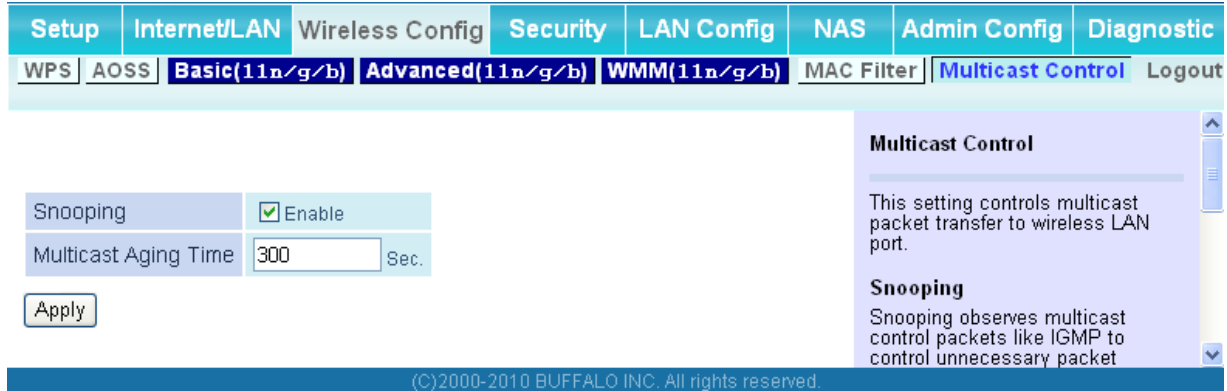 Setup Internet/LAN Wireless Config Security LAN Config NAS Admin Config Diagnostic
WPS AOSS Basic(11n/g/b) Advanced(11n/g/b) WMM(11n/g/b) MAC Filter Multicast Control Logout
Snooping Enable
Multicast Aging Time 300 Sec.
Apply
Multicast Control
This setting controls multicast
packet transfer to wireless LAN
port.
Snooping
Snooping observes multicast
control packets like IGMP to
control unnecessary packet
(C)2000-2010 BUFFALO INC. All rights reserved.